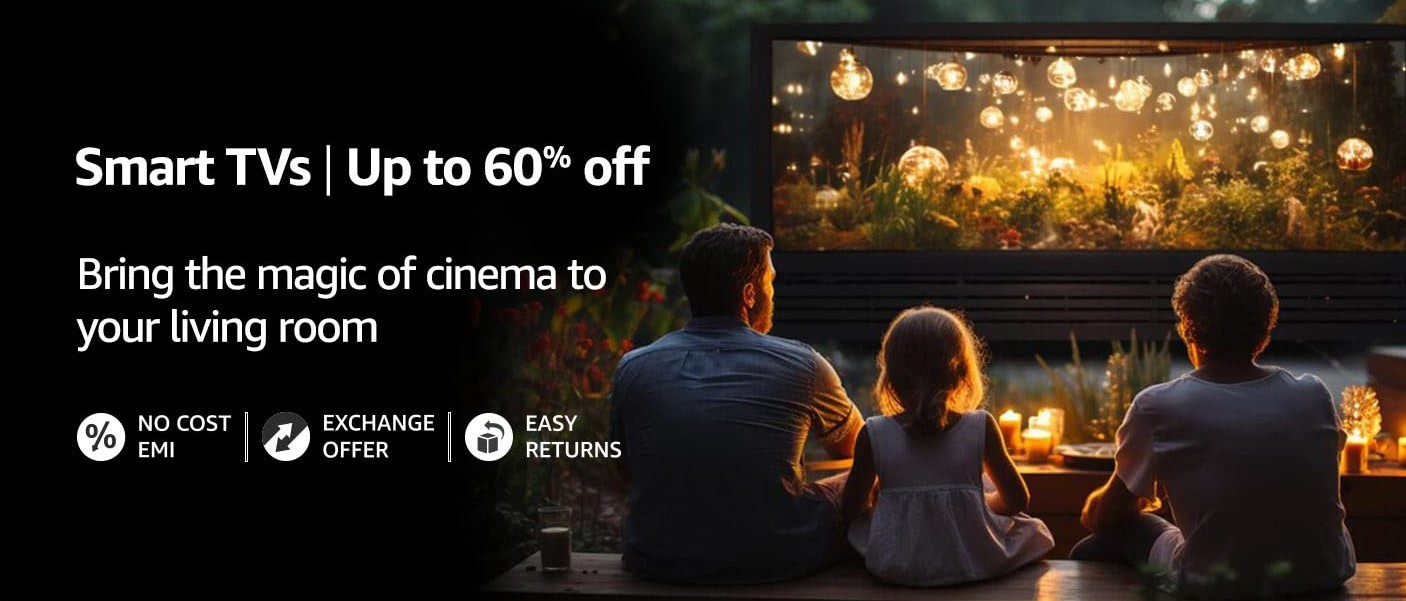 Smart TVs | Up to 60% off
Bring the magic of cinema to
your living room
% NO COST
EMI
EXCHANGE
OFFER
EASY
RETURNS